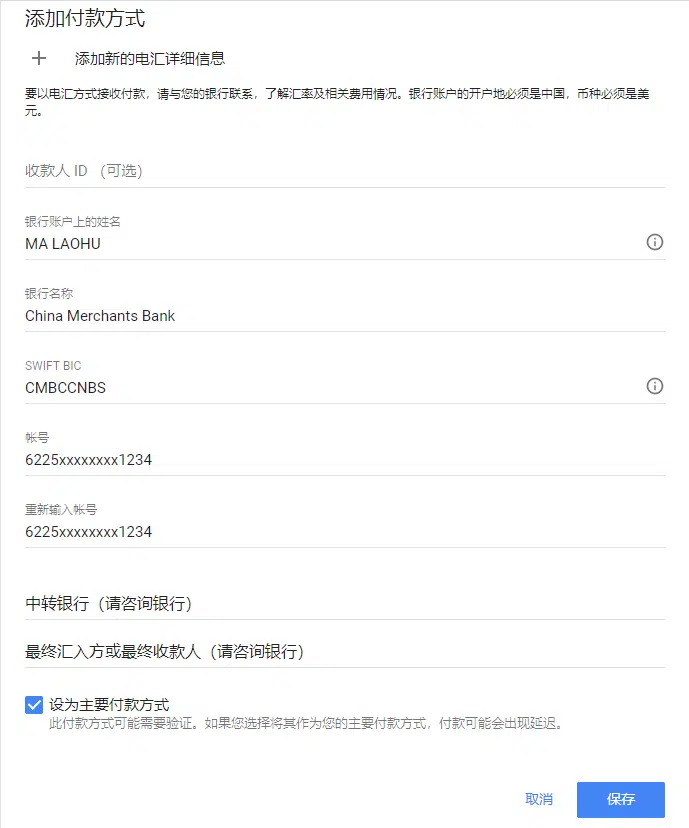 添加付款方式
添加新的电汇详细信息
要以电汇方式接收付款，请与您的银行联系，了解汇率及相关费用情况。银行账户的开户地必须是中国，币种必须是美
元。
收款人 ID （可选）
银行账户上的姓名
MA LAOHU
银行名称
China Merchants Bank
SWIFT BIC
CMBCCNBS
帐号
6225xxxxxxxx1234
重新输入帐号
6225xxxxxxxx1234
中转银行（请咨询银行）
最终汇入方或最终收款人（请咨询银行）
设为主要付款方式
此付款方式可能需要验证。如果您选择将其作为您的主要付款方式，付款可能会出现延迟。
取消
保存